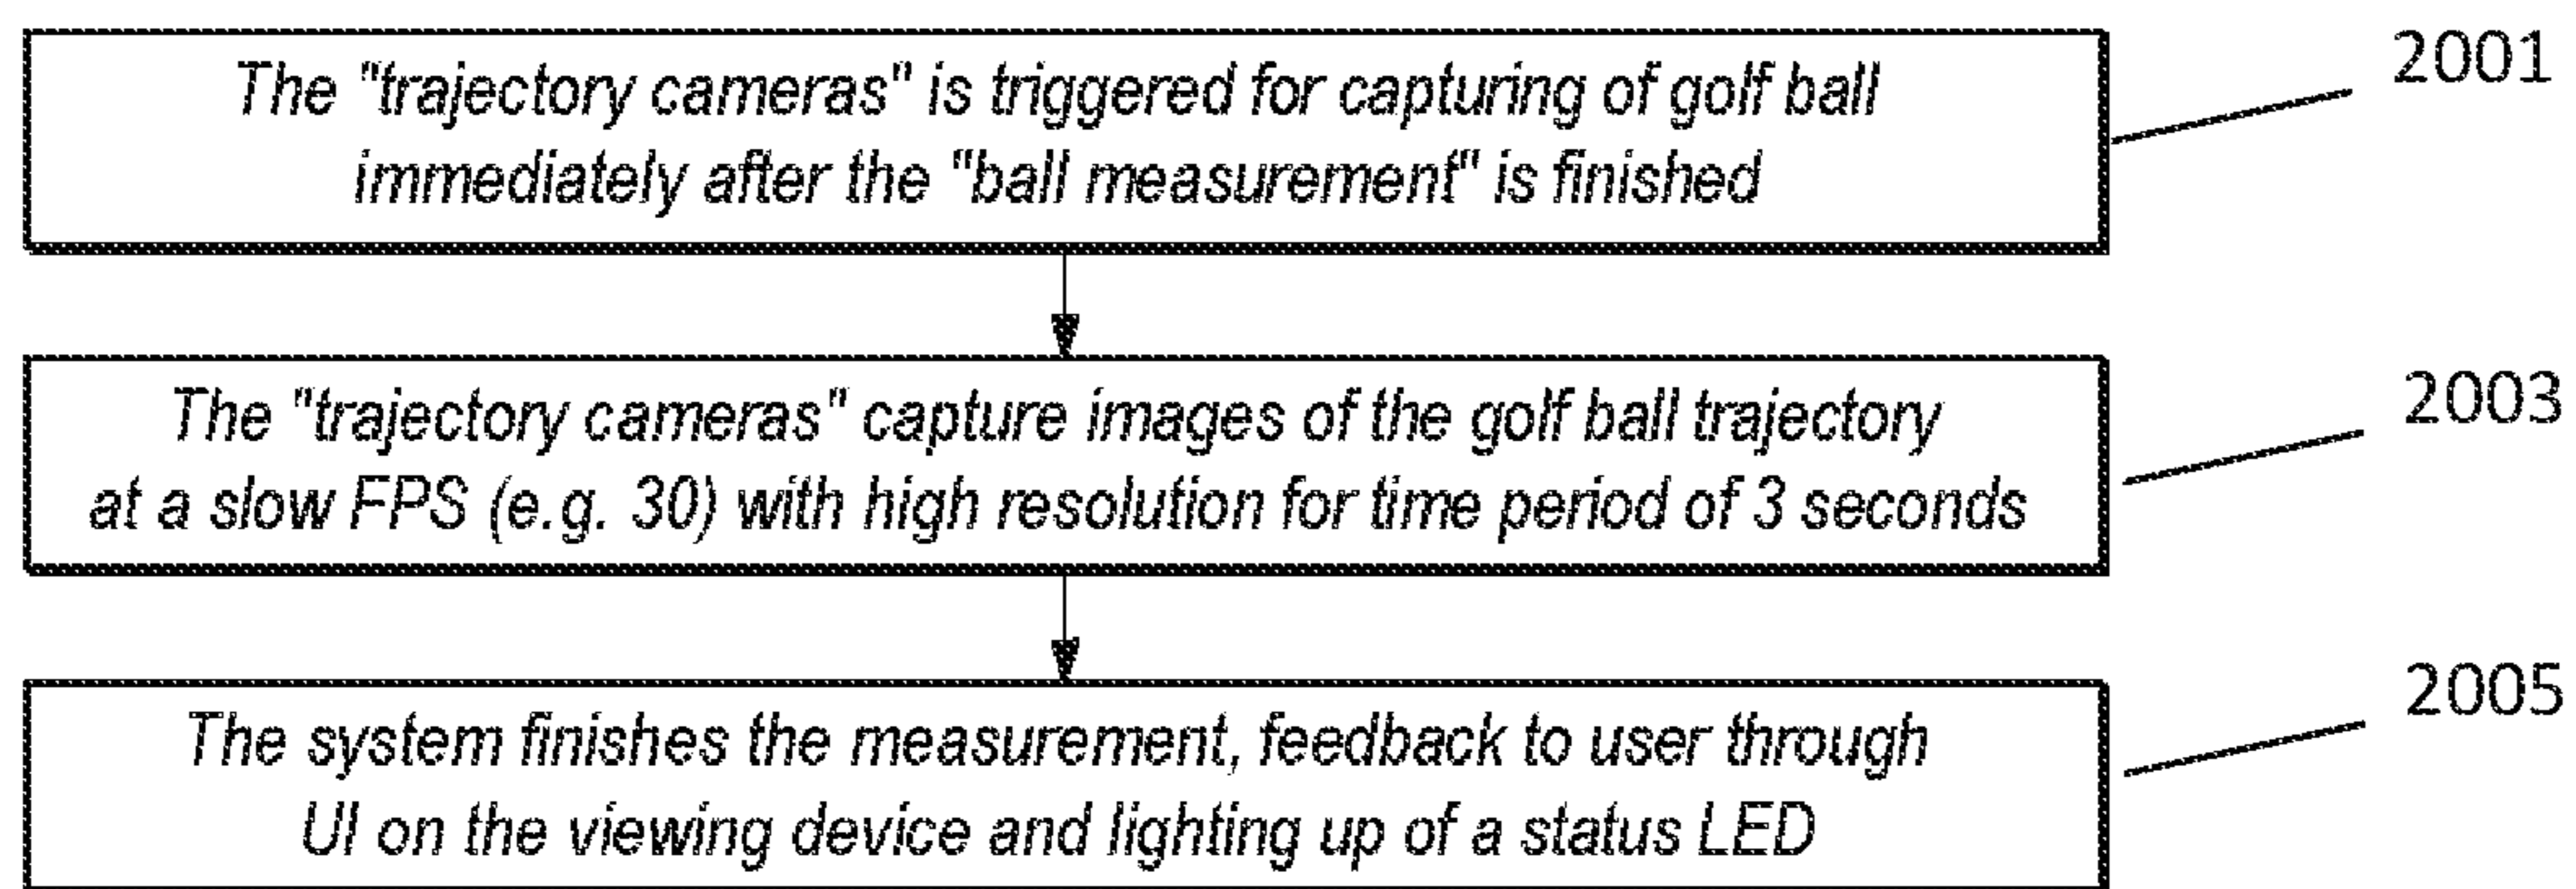 The "trajectory cameras" is triggered for capturing of golf ball
immediately after the "ball measurement" is finished
2001
The "trajectory cameras" capture images of the golf ball trajectory
at a slow FPS (e.g. 30) with high resolution for time period of 3 seconds
2003
The system finishes the measurement, feedback to user through
UI on the viewing device and lighting up of a status LED
2005